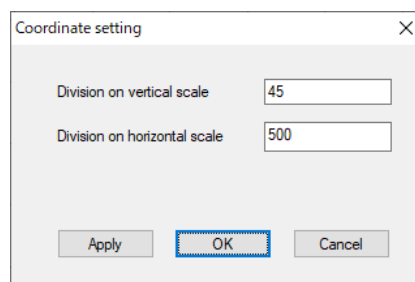 Coordinate setting
Division on vertical scale 45
Division on horizontal scale 500
Apply OK Cancel